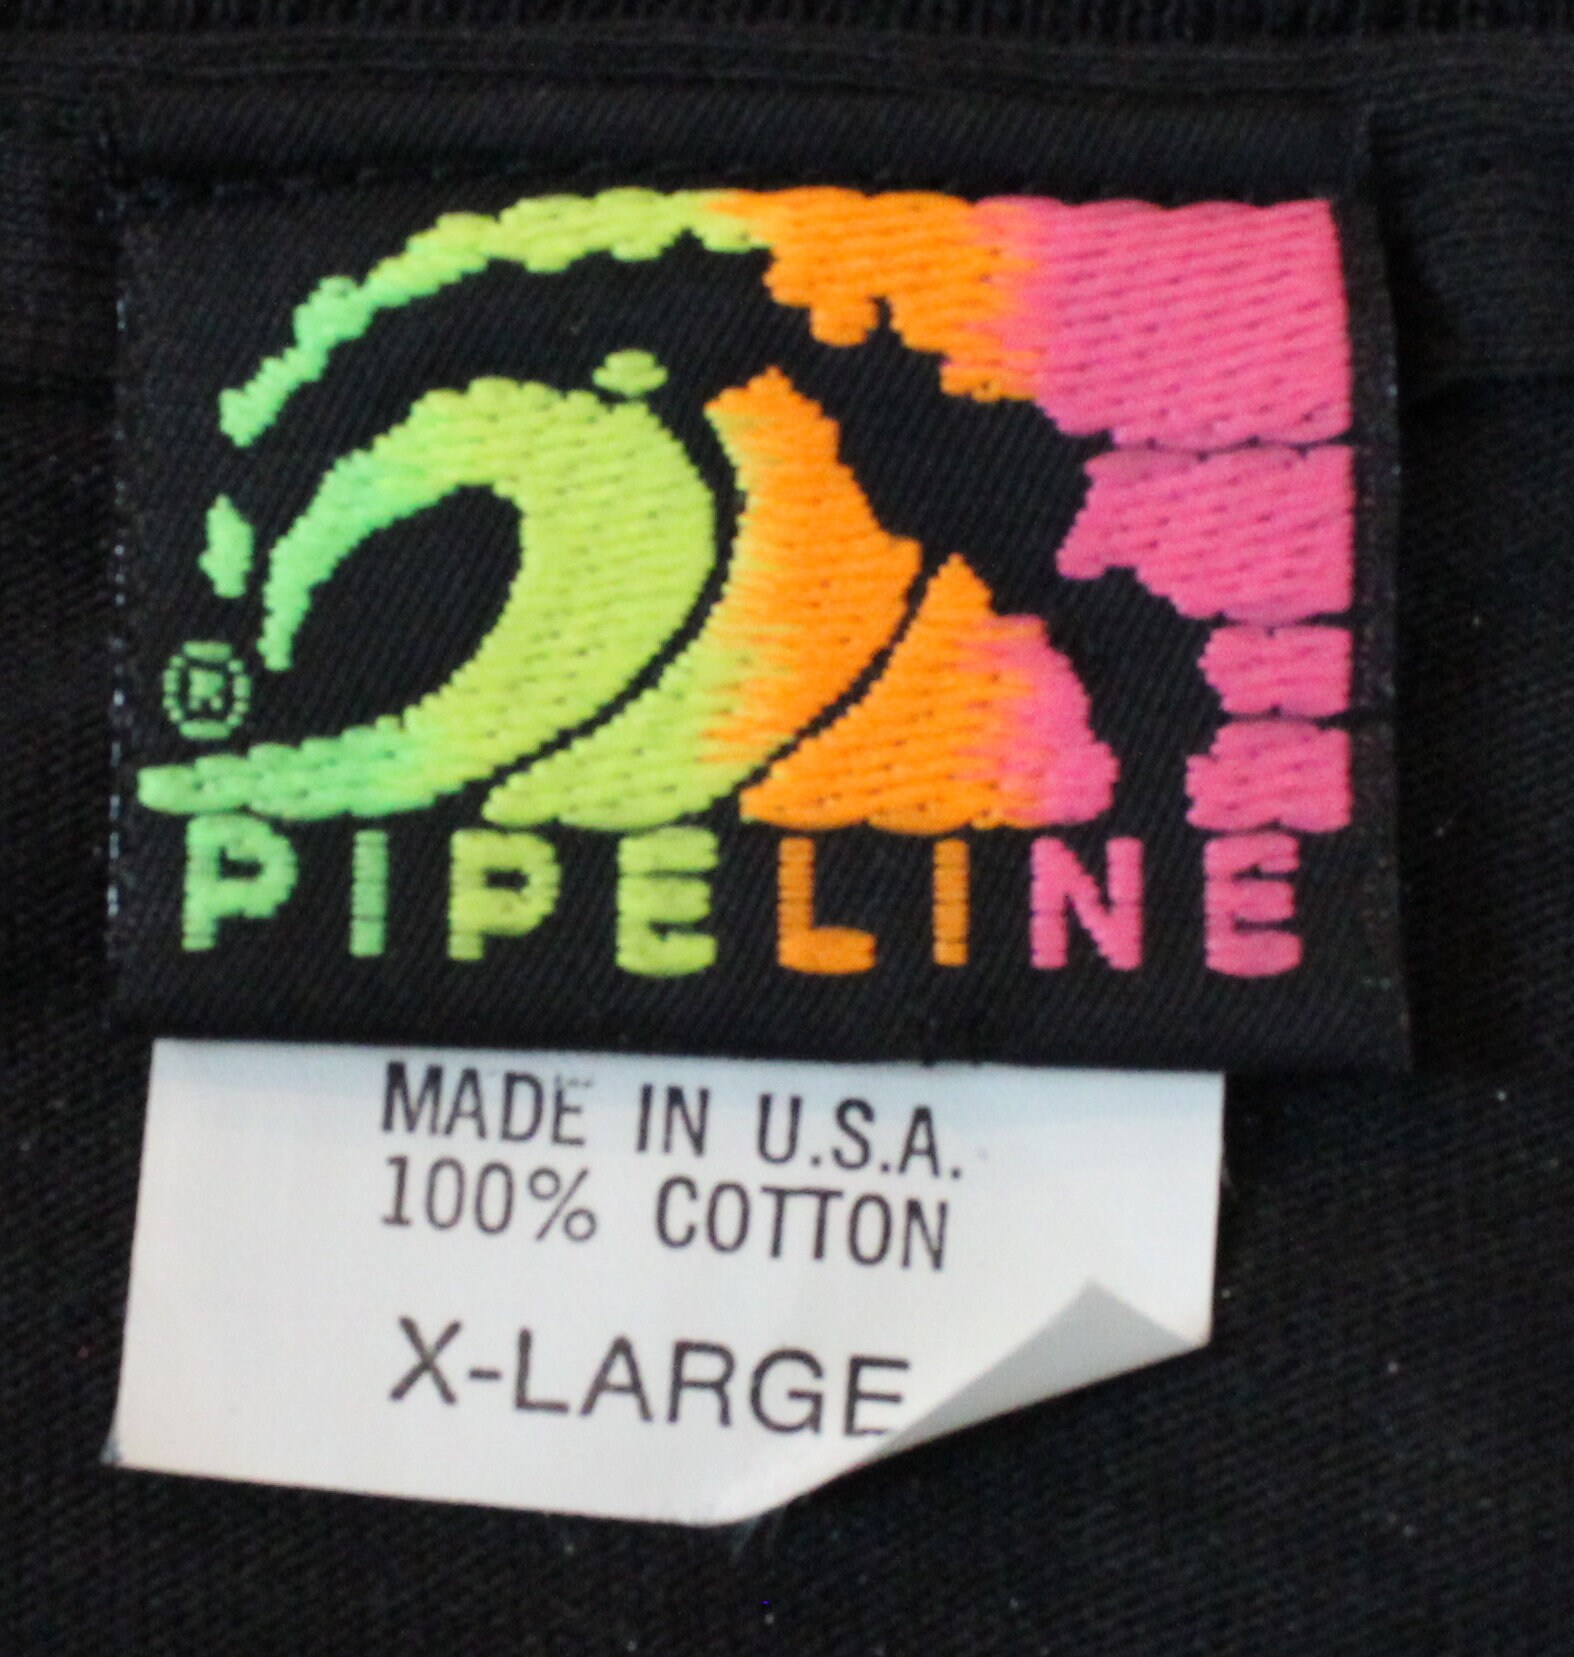 ®
PIPELINE
MADE IN U.S.A.
100% COTTON
X-LARGE